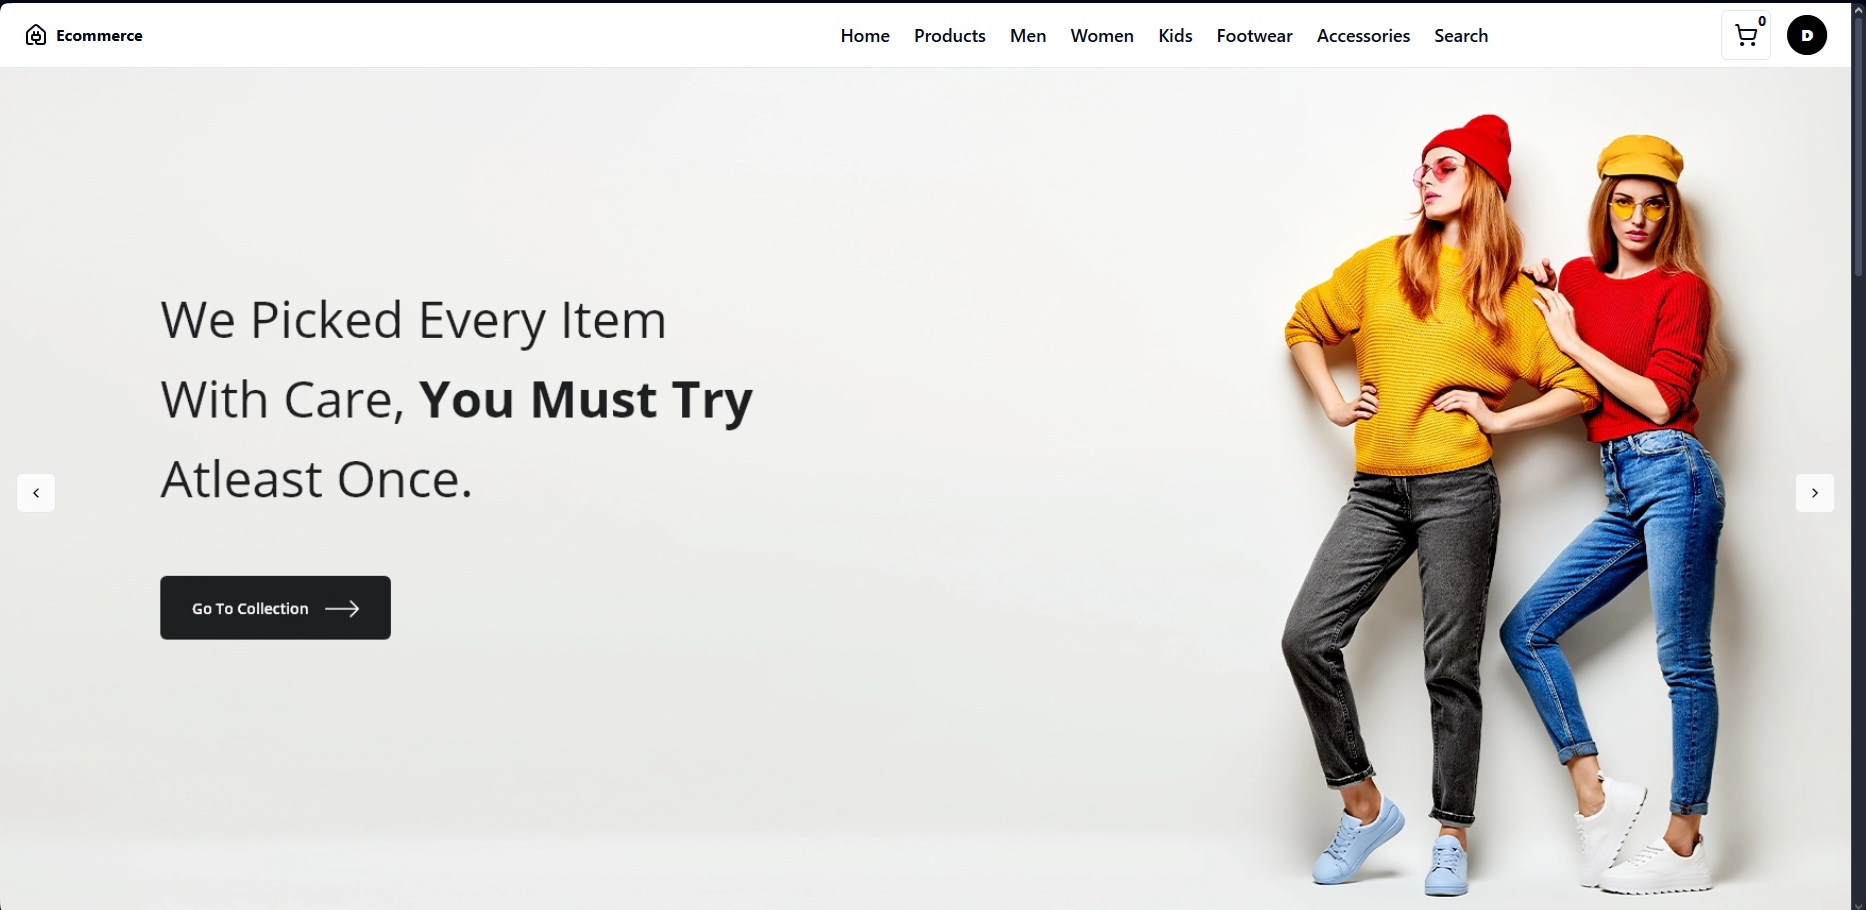 Ecommerce
Home Products Men Women Kids Footwear Accessories Search
0
D
We Picked Every Item
With Care, You Must Try
Atleast Once.
Go To Collection